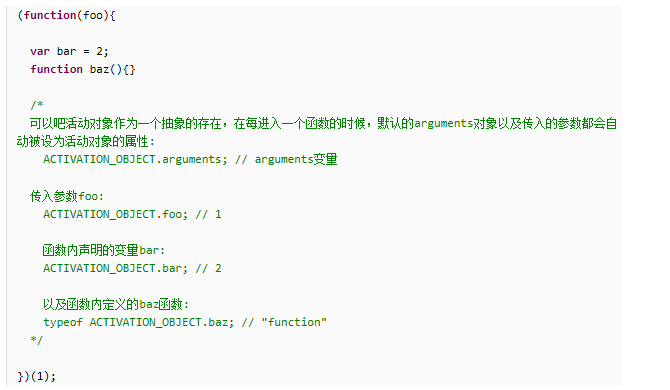 (function(foo){
var bar = 2;
function baz(){}
/*
可以吧活动对象作为一个抽象的存在，在每进入一个函数的时候，默认的arguments对象以及传入的参数都会自
动被设为活动对象的属性:
ACTIVATION_OBJECT.arguments; // arguments变量
传入参数foo:
ACTIVATION_OBJECT.foo; // 1
函数内声明的变量bar:
ACTIVATION_OBJECT.bar; // 2
以及函数内定义的baz函数:
typeof ACTIVATION_OBJECT.baz; // "function"
*/
})(1);